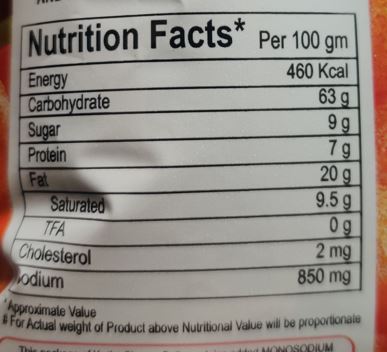 Nutrition Facts* Per 100 gm
Energy 460 Kcal
Carbohydrate 63 g
Sugar 9 g
Protein 7 g
Fat 20 g
Saturated 9.5 g
TFA 0 g
Cholesterol 2 mg
odium 850 mg
*Approximate Value
# For Actual weight of Product above Nutritional Value will be proportionate
This MONOSODIUM